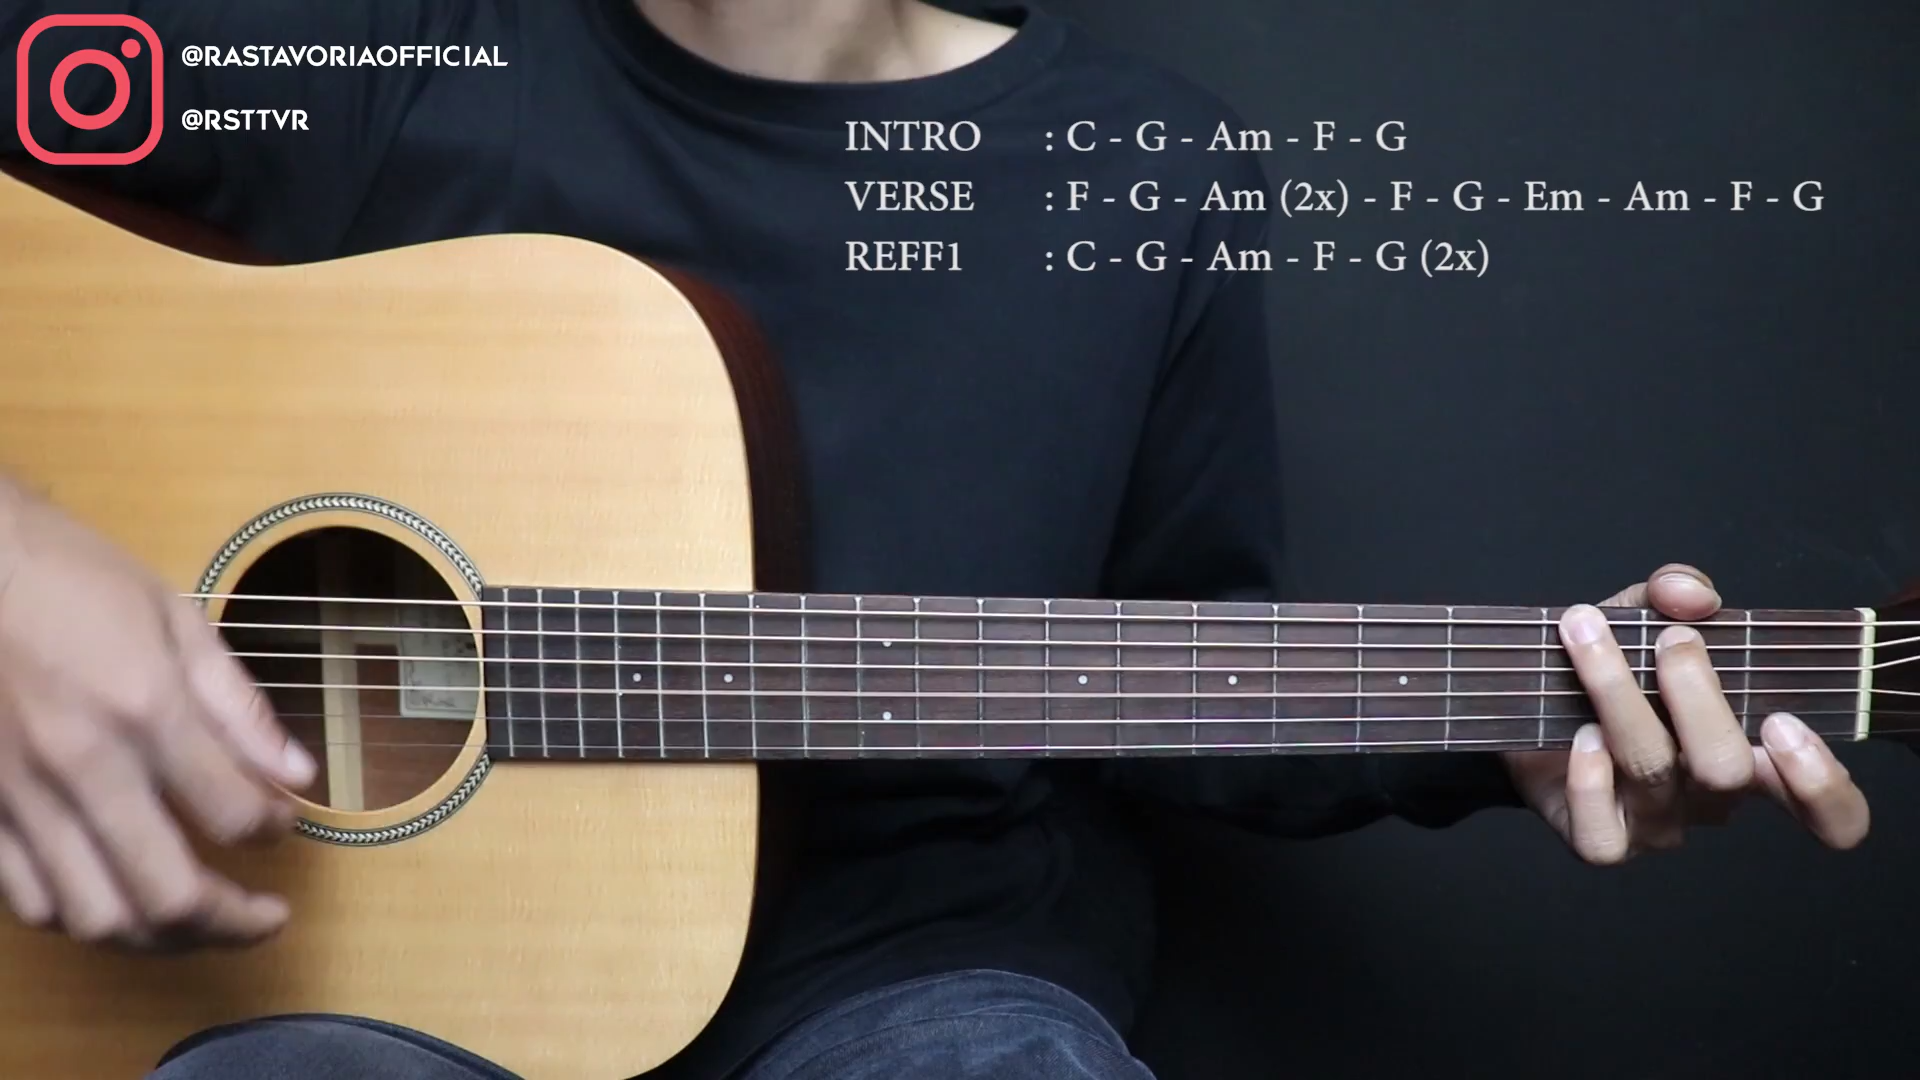 @RASTAVORIAOFFICIAL
@RSTTVR
INTRO : C - G - Am - F - G
VERSE : F - G - Am (2x) - F - G - Em - Am - F - G
REFF1 : C - G - Am - F - G (2x)